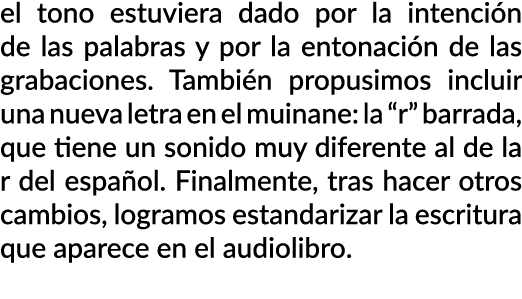 el tono estuviera dado por la intención
de las palabras y por la entonación de las
grabaciones. También propusimos incluir
una nueva letra en el muinane: la “r” barrada,
que tiene un sonido muy diferente al de la
r del español. Finalmente, tras hacer otros
cambios, logramos estandarizar la escritura
que aparece en el audiolibro.